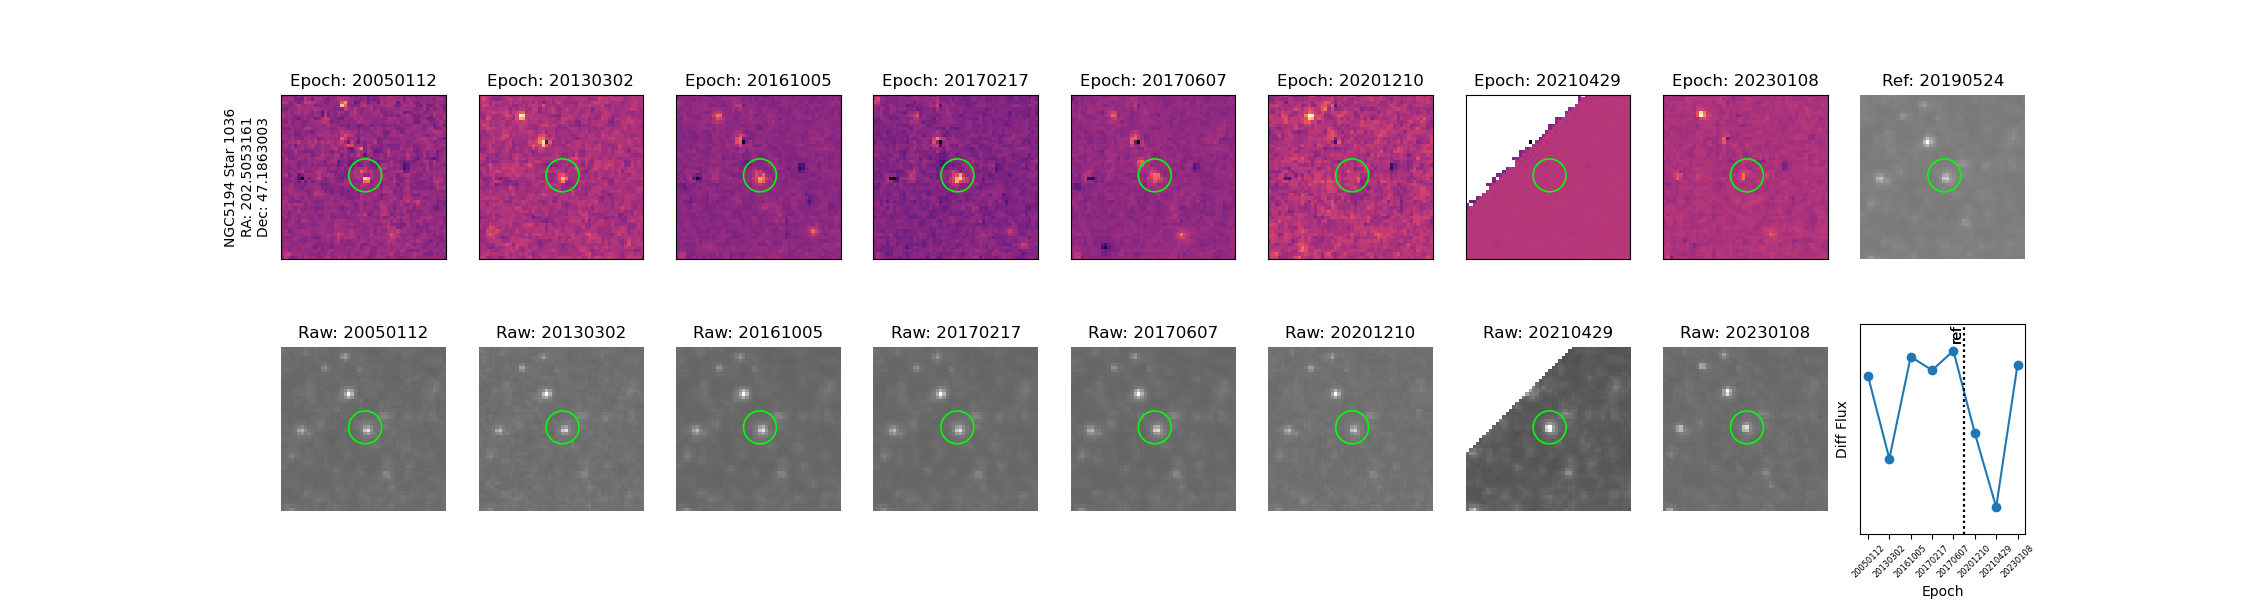 NGC5194 Star 1036
RA: 202.5053161
Dec: 47.1863003
Epoch: 20050112
Epoch: 20130302
Epoch: 20161005
Epoch: 20170217
Epoch: 20170607
Epoch: 20201210
Epoch: 20210429
Epoch: 20230108
Ref: 20190524
Raw: 20050112
Raw: 20130302
Raw: 20161005
Raw: 20170217
Raw: 20170607
Raw: 20201210
Raw: 20210429
Raw: 20230108
ref
Diff Flux
20050112
20130302
20161005
20170217
20170607
20201210
20210429
20230108
Epoch